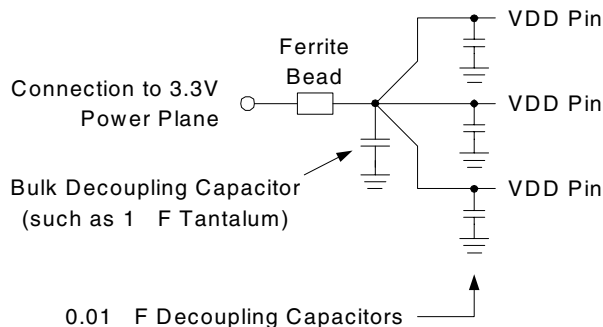 VDD Pin
Ferrite
Bead
Connection to 3.3V
Power Plane
VDD Pin
Bulk Decoupling Capacitor
(such as 1 F Tantalum)
VDD Pin
0.01 F Decoupling Capacitors